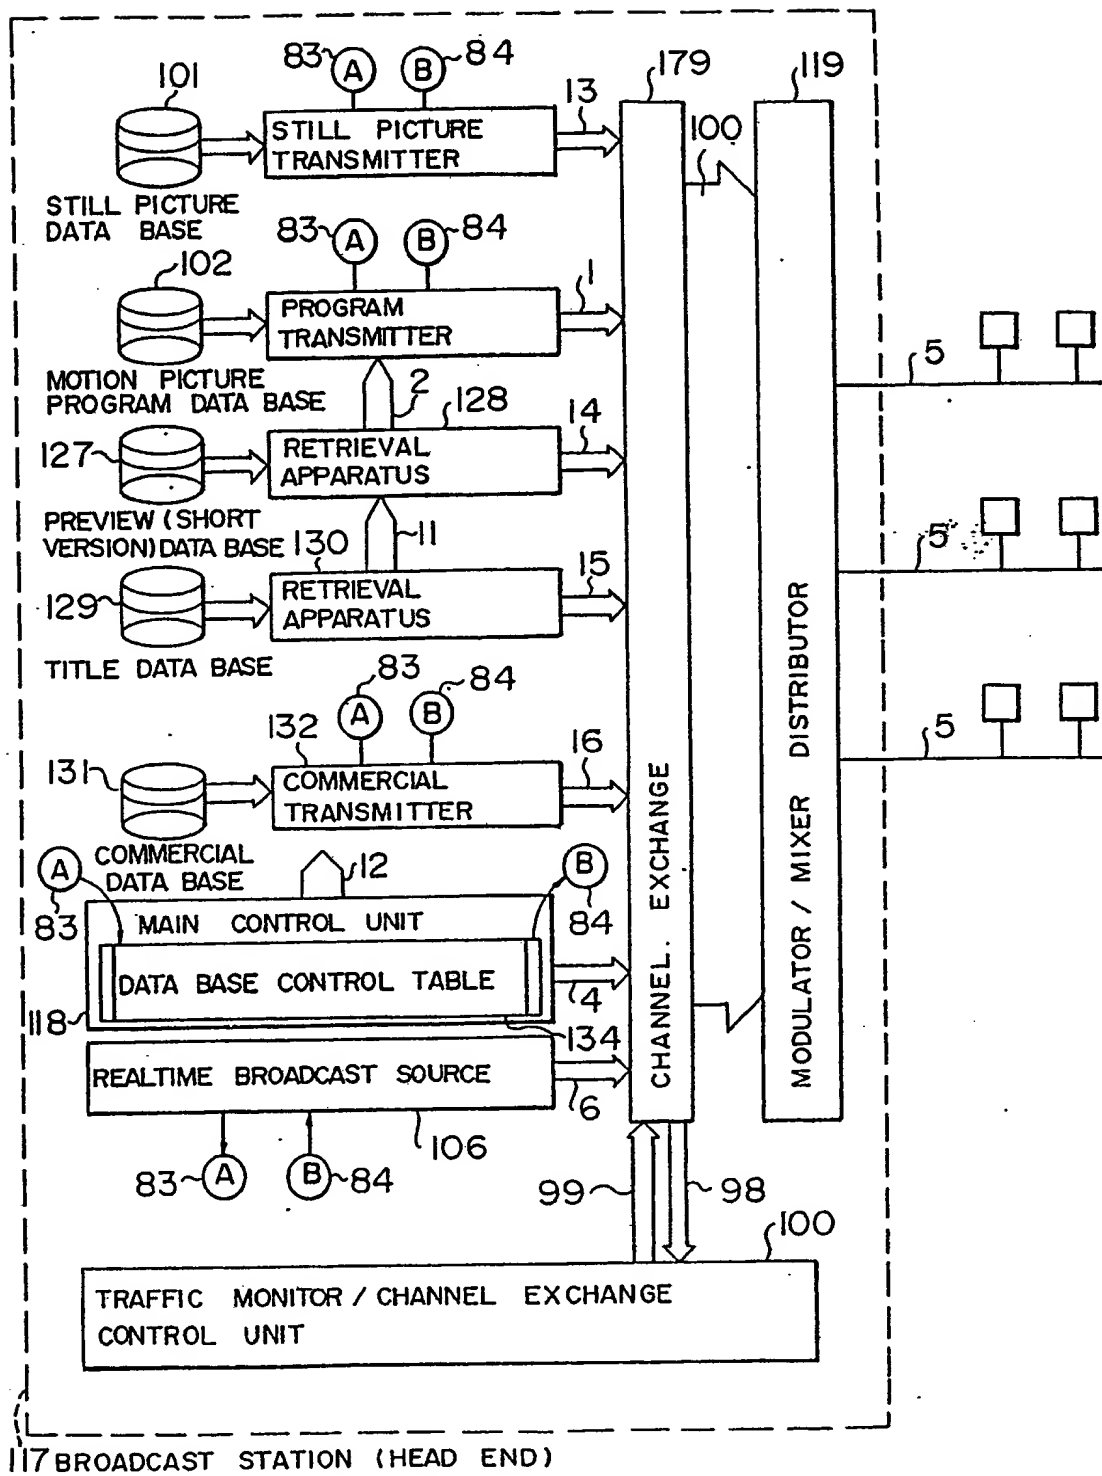 83 A B 84
101
13
179
119
STILL PICTURE
TRANSMITTER
100
STILL PICTURE
DATA BASE
83 A B 84
102
1
PROGRAM
TRANSMITTER
MOTION PICTURE
PROGRAM DATA BASE
2
128
14
5
127
RETRIEVAL
APPARATUS
PREVIEW (SHORT
VERSION) DATA BASE
130
11
15
5
129
RETRIEVAL
APPARATUS
TITLE DATA BASE
83 A B 84
132
16
5
131
COMMERCIAL
TRANSMITTER
COMMERCIAL
DATA BASE
12
A
83
B
84
MAIN CONTROL UNIT
DATA BASE CONTROL TABLE
4
118
134
REALTIME BROADCAST SOURCE
6
106
83 A B 84
CHANNEL. EXCHANGE
MODULATOR / MIXER DISTRIBUTOR
99
98
100
TRAFFIC MONITOR / CHANNEL EXCHANGE
CONTROL UNIT
117 BROADCAST STATION (HEAD END)